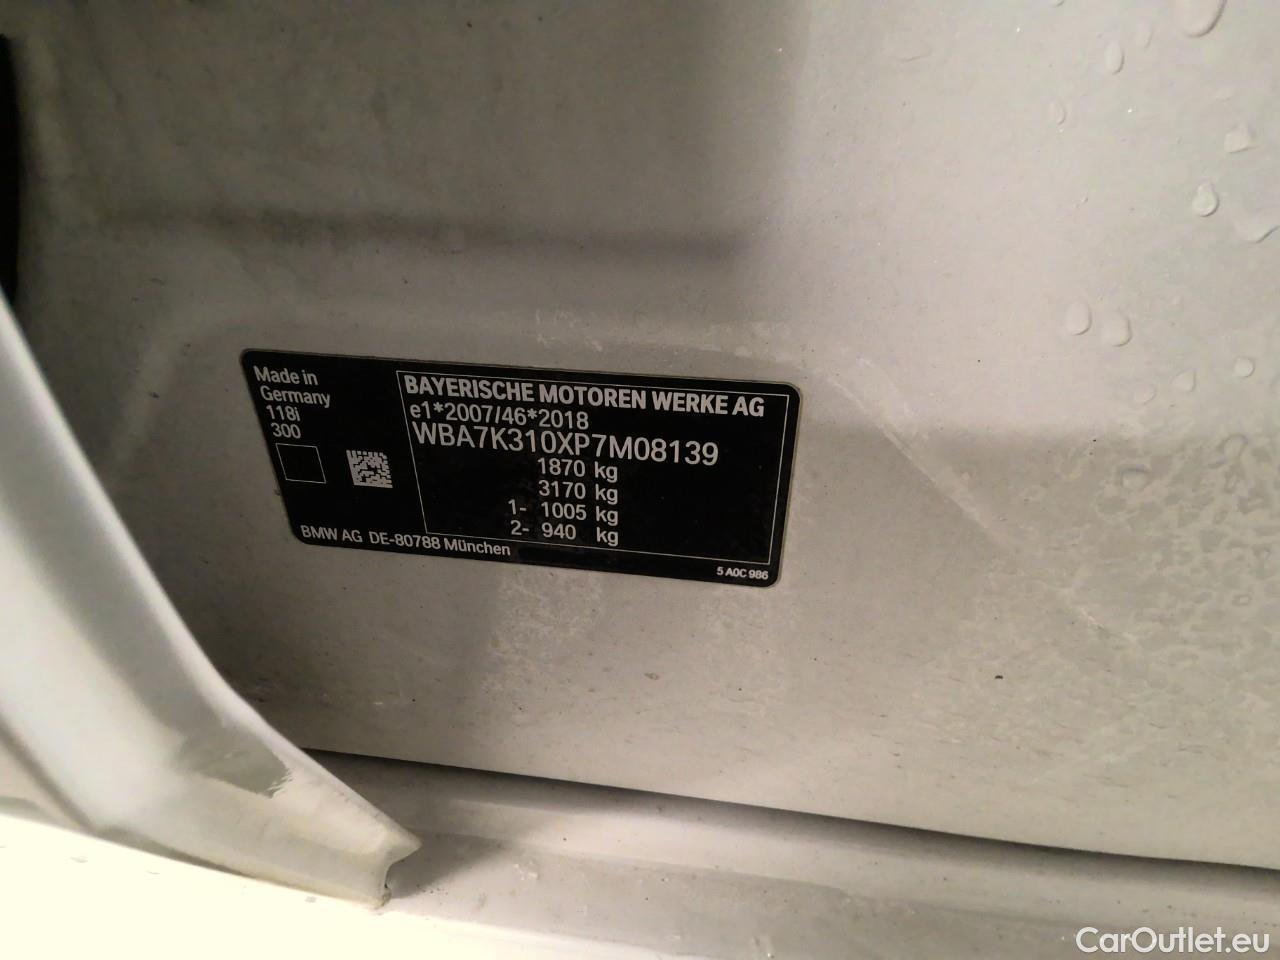 Made in
Germany
118i
300
BAYERISCHE MOTOREN WERKE AG
e1*2007/46*2018
WBA7K310XP7M08139
1870 kg
3170 kg
1- 1005 kg
2- 940 kg
BMW AG DE-80788 München
5 A0C 986
CarOutlet.eu